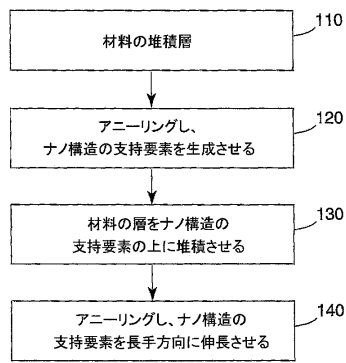 110
材料の堆積層
120
アニーリングし、
ナノ構造の支持要素を生成させる
130
材料の層をナノ構造の
支持要素の上に堆積させる
140
アニーリングし、ナノ構造の
支持要素を長手方向に伸長させる